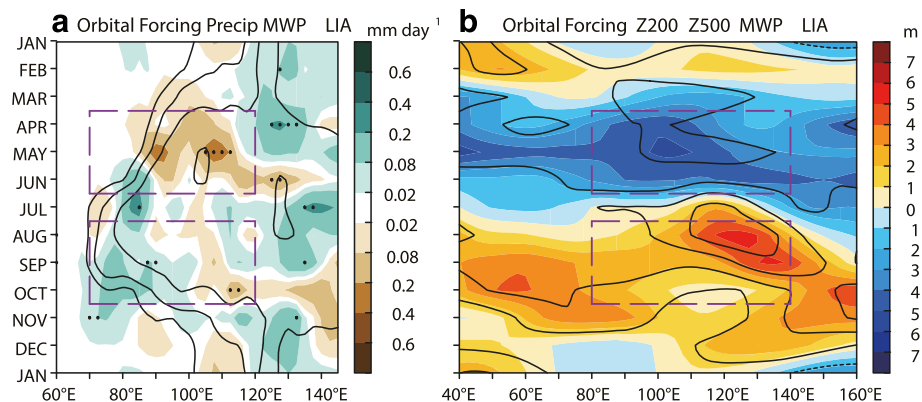 a Orbital Forcing Precip MWP LIA mm day 1
JAN
FEB
MAR
APR
MAY
JUN
JUL
AUG
SEP
OCT
NOV
DEC
JAN
60°E 80°E 100°E 120°E 140°E
0.6
0.4
0.2
0.08
0.02
0.02
0.08
0.2
0.4
0.6
b Orbital Forcing Z200 Z500 MWP LIA m
40°E 60°E 80°E 100°E 120°E 140°E 160°E
7
6
5
4
3
2
1
0
1
2
3
4
5
6
7